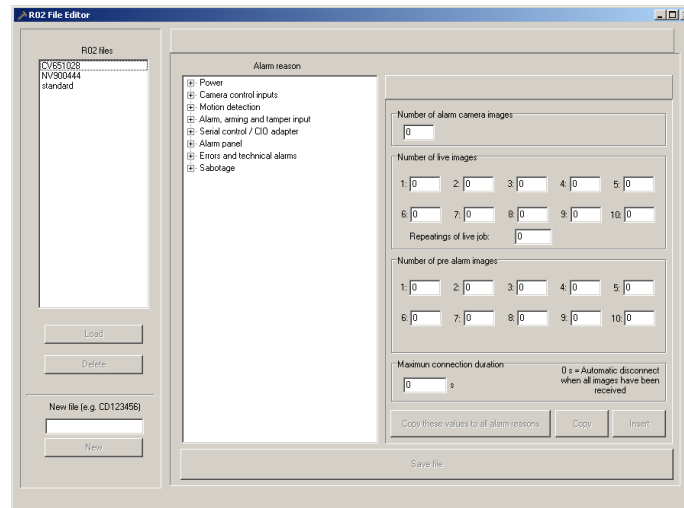 R02 File Editor
R02 files
CV651028
NV900444
standard
Load
Delete
New file (e.g. CD123456)
New
Alarm reason
Power
Camera control inputs
Motion detection
Alarm, arming and tamper input
Serial control / CIO adapter
Alarm panel
Errors and technical alarms
Sabotage
Number of alarm camera images
0
Number of live images
1: 0 2: 0 3: 0 4: 0 5: 0
6: 0 7: 0 8: 0 9: 0 10: 0
Repeatings of live job: 0
Number of pre alarm images
1: 0 2: 0 3: 0 4: 0 5: 0
6: 0 7: 0 8: 0 9: 0 10: 0
Maximun connection duration
0 s
0 s = Automatic disconnect
when all images have been
received
Copy these values to all alarm reasons Copy Insert
Save file